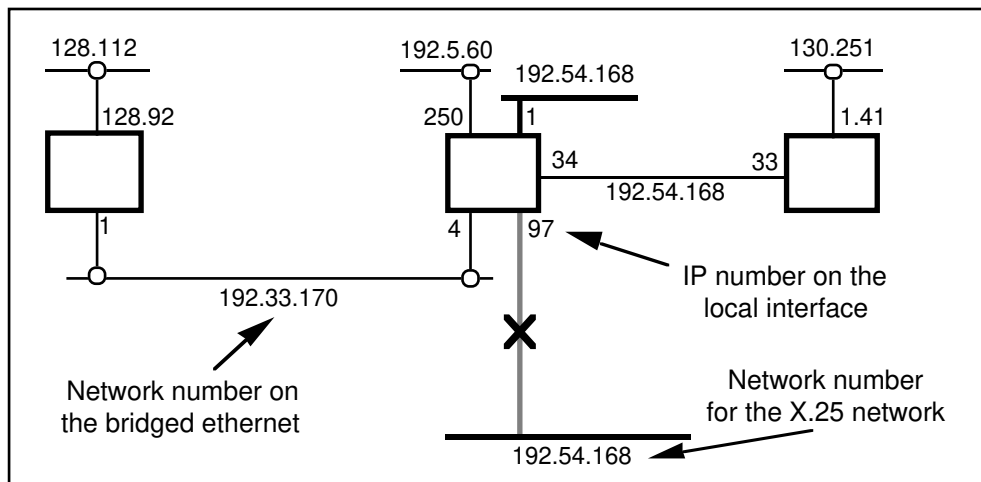 128.112
192.5.60
130.251
192.54.168
128.92
250
1
1.41
34
33
192.54.168
1
4
97
192.33.170
IP number on the
local interface
Network number on
the bridged ethernet
Network number
for the X.25 network
192.54.168